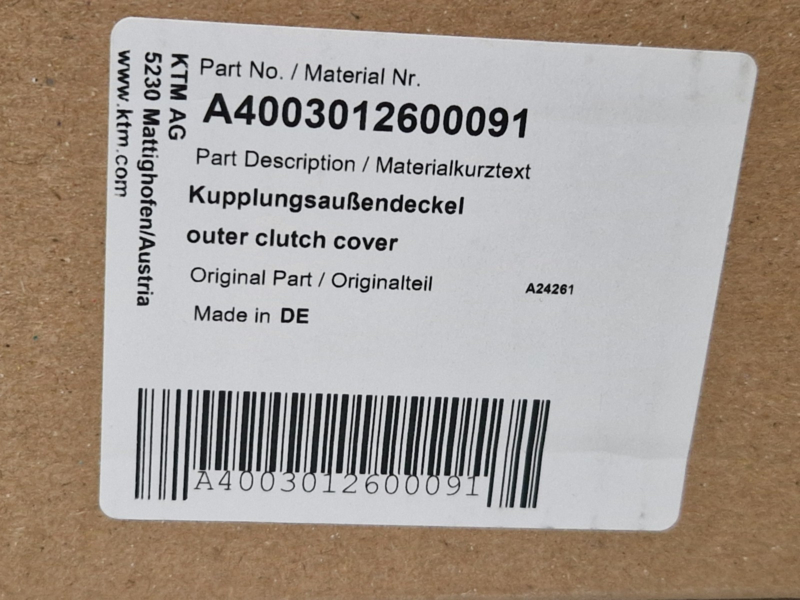 KTM AG
5230 Mattighofen/Austria
www.ktm.com
Part No. / Material Nr.
A4003012600091
Part Description / Materialkurztext
Kupplungsaußendeckel
outer clutch cover
Original Part / Originalteil
A24261
Made in DE
A4003012600091